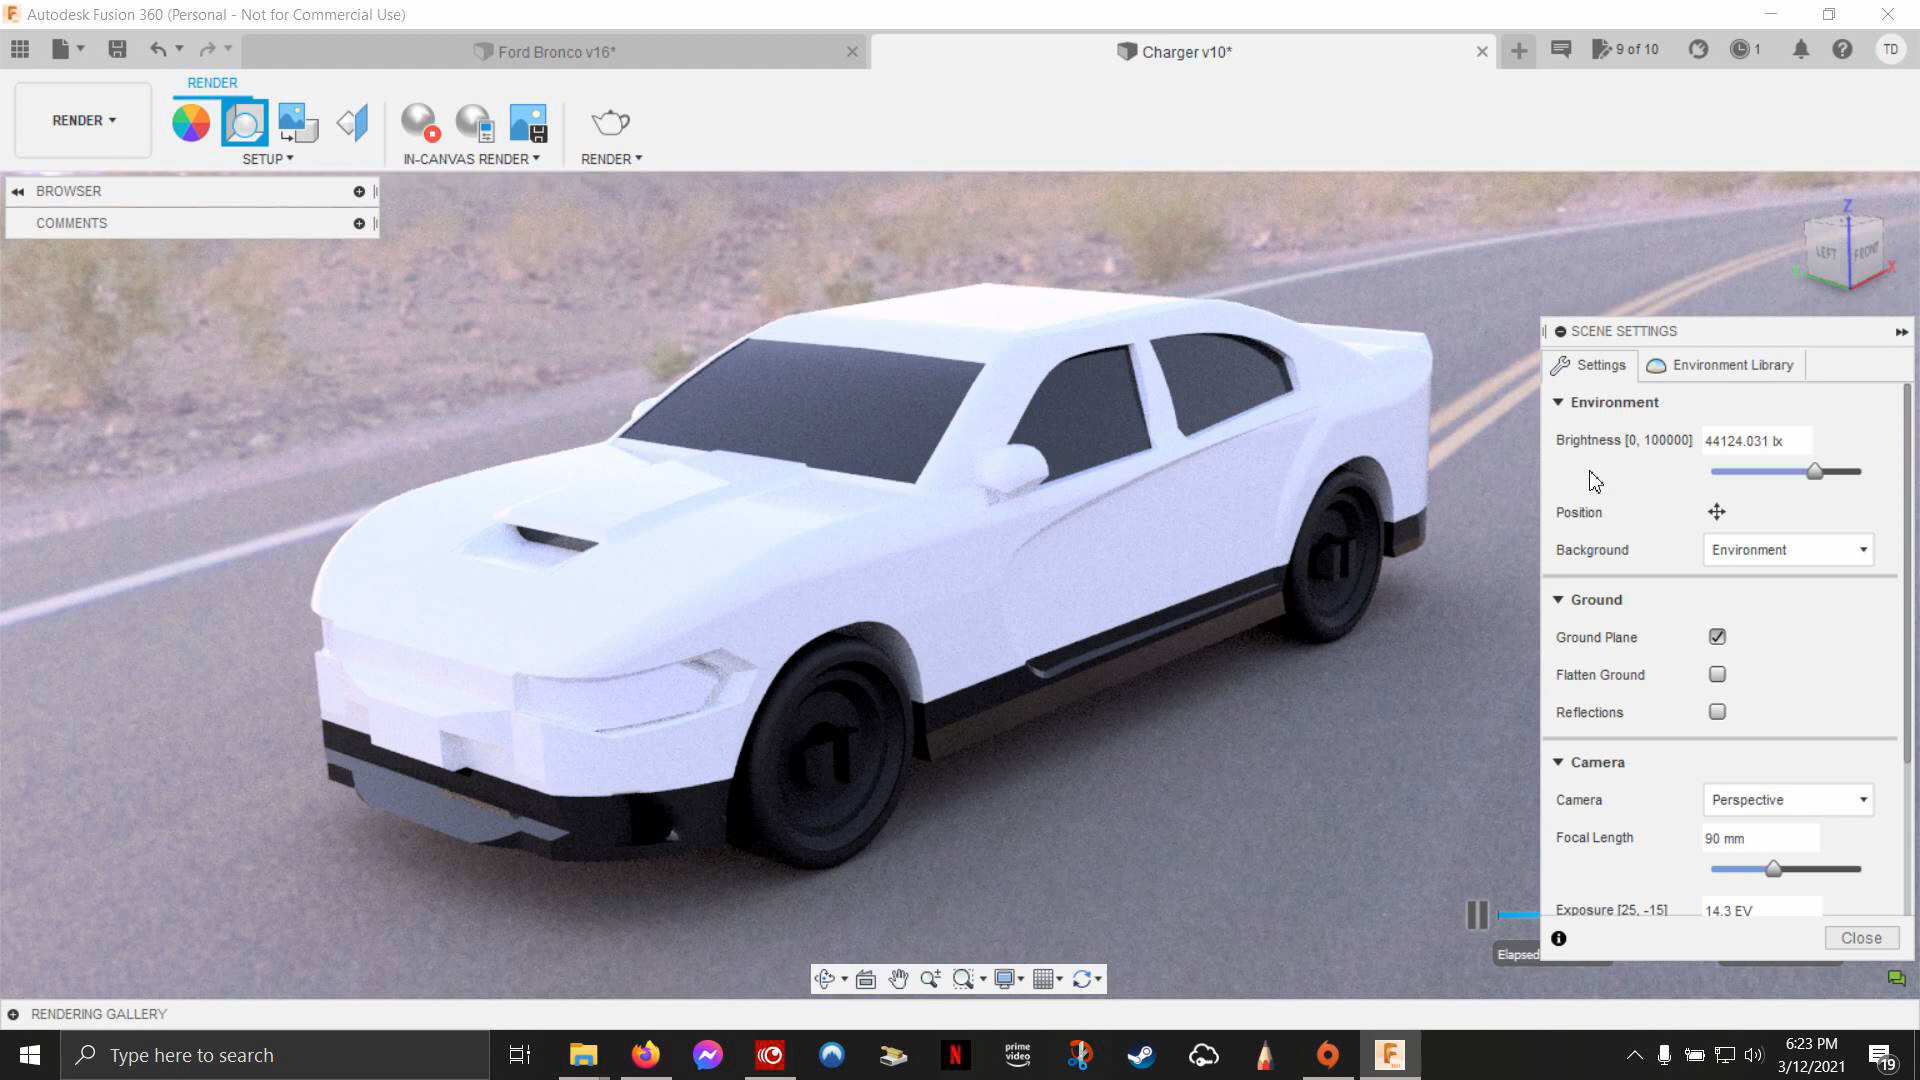 Autodesk Fusion 360 (Personal - Not for Commercial Use)
Ford Bronco v16*
Charger v10*
9 of 10
1
TD
RENDER
RENDER
SETUP
IN-CANVAS RENDER
RENDER
BROWSER
COMMENTS
Z
LEFT
FRONT
X
SCENE SETTINGS
Settings
Environment Library
Environment
Brightness [0, 100000]
44124.031 lx
Position
Background
Environment
Ground
Ground Plane
Flatten Ground
Reflections
Camera
Camera
Perspective
Focal Length
90 mm
Exposure [25, -15]
14.3 EV
Close
Elapsed
RENDERING GALLERY
Type here to search
prime
video
6:23 PM
3/12/2021
19